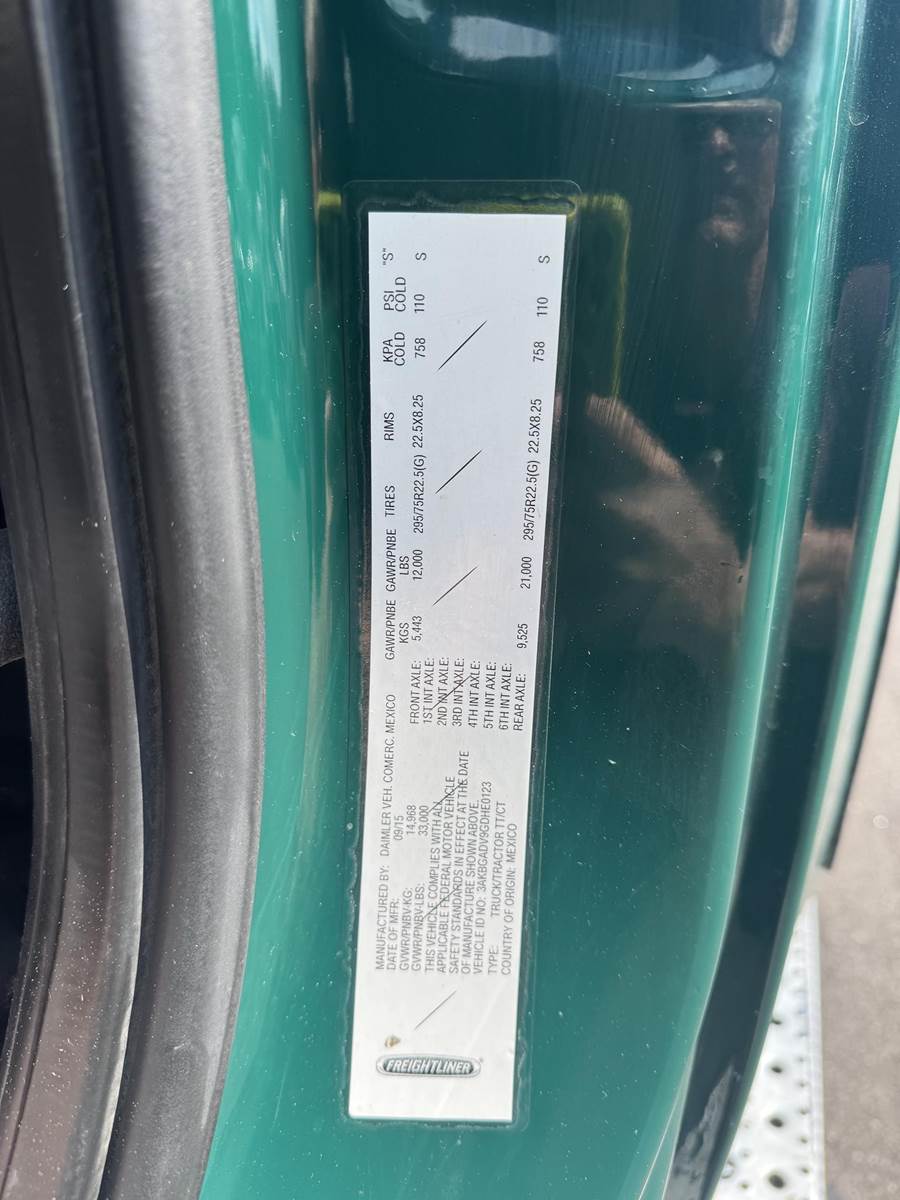 FREIGHTLINER
MANUFACTURED BY: DAIMLER VEH. COMERC. MEXICO
DATE OF MFR: 09/15
GVWR/PNBV-KG: 14,968
GVWR/PNBV-LBS: 33,000
THIS VEHICLE COMPLIES WITH ALL
APPLICABLE FEDERAL MOTOR VEHICLE
SAFETY STANDARDS IN EFFECT AT THE DATE
OF MANUFACTURE SHOWN ABOVE.
VEHICLE ID NO: 3AKBGADV9GDHE0123
TYPE: TRUCK/TRACTOR TT/CT
COUNTRY OF ORIGIN: MEXICO
GAWR/PNBE KGS GAWR/PNBE LBS TIRES RIMS KPA COLD PSI COLD "S"
FRONT AXLE: 5,443 12,000 295/75R22.5(G) 22.5X8.25 758 110 S
1ST INT AXLE:
2ND INT AXLE:
3RD INT AXLE:
4TH INT AXLE:
5TH INT AXLE:
6TH INT AXLE:
REAR AXLE: 9,525 21,000 295/75R22.5(G) 22.5X8.25 758 110 S